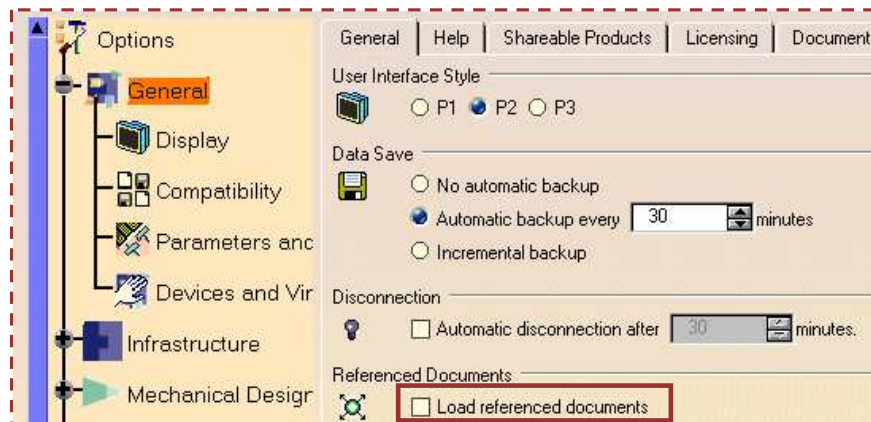 Options
General
Display
Compatibility
Parameters anc
Devices and Vir
Infrastructure
Mechanical Desigr
General Help Shareable Products Licensing Document
User Interface Style
P1 P2 P3
Data Save
No automatic backup
Automatic backup every 30 minutes
Incremental backup
Disconnection
Automatic disconnection after 30 minutes.
Referenced Documents
Load referenced documents